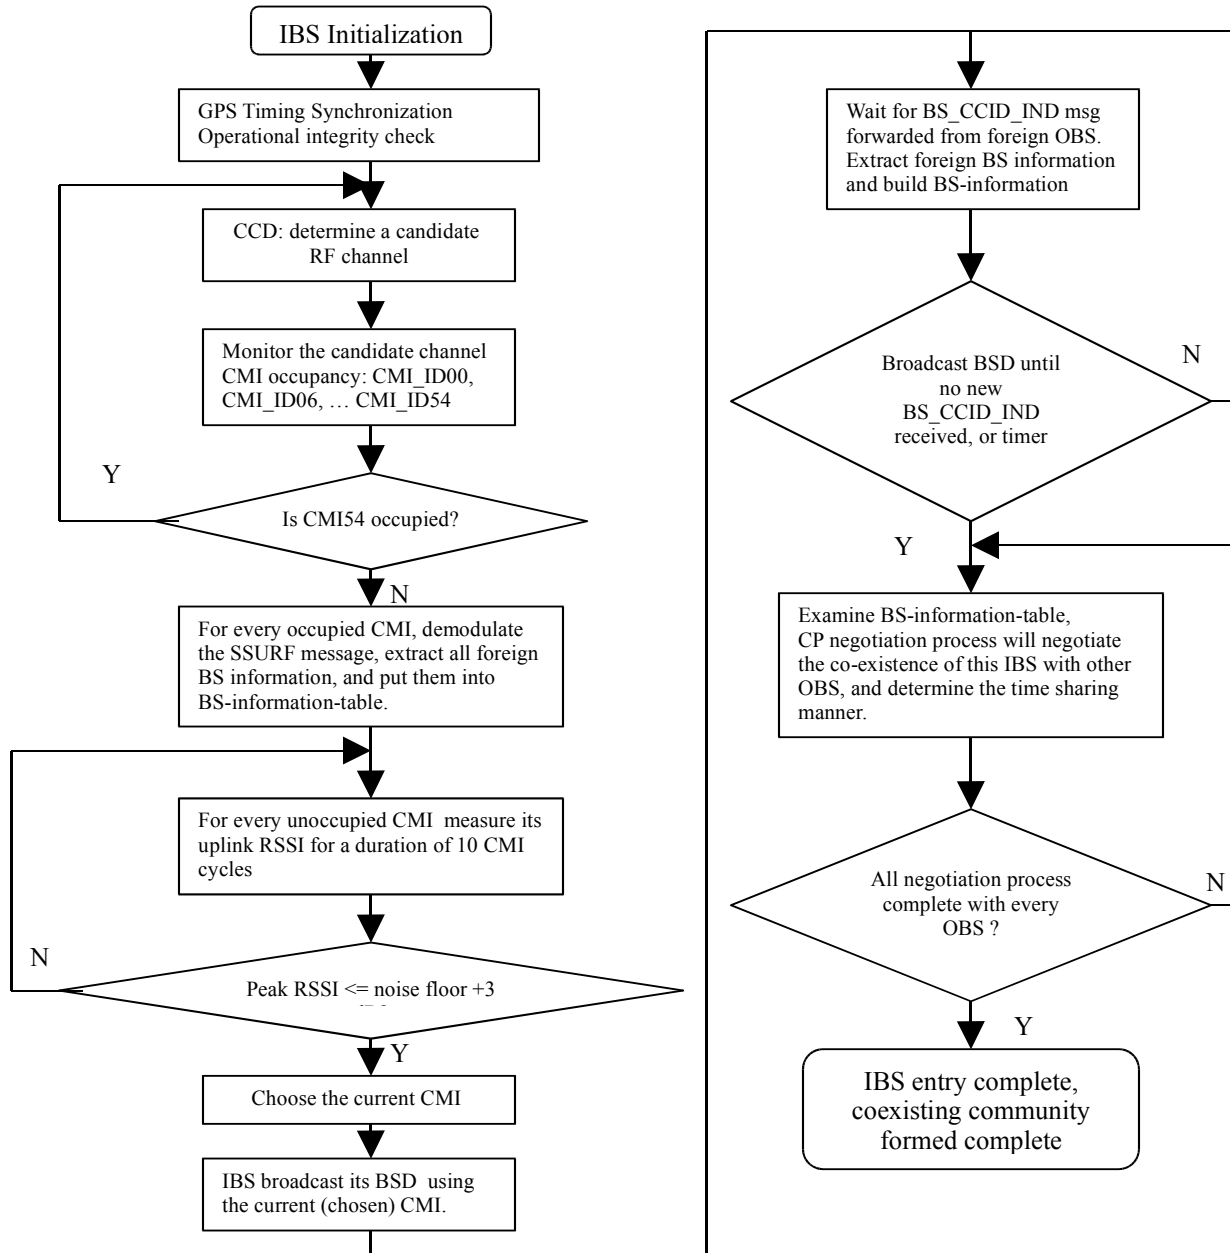 IBS Initialization
GPS Timing Synchronization
Operational integrity check
CCD: determine a candidate
RF channel
Monitor the candidate channel
CMI occupancy: CMI_ID00,
CMI_ID06, … CMI_ID54
Y
Is CMI54 occupied?
N
For every occupied CMI, demodulate
the SSURF message, extract all foreign
BS information, and put them into
BS-information-table.
For every unoccupied CMI measure its
uplink RSSI for a duration of 10 CMI
cycles
N
Peak RSSI <= noise floor +3
Y
Choose the current CMI
IBS broadcast its BSD using
the current (chosen) CMI.
Wait for BS_CCID_IND msg
forwarded from foreign OBS.
Extract foreign BS information
and build BS-information
N
Broadcast BSD until
no new
BS_CCID_IND
received, or timer
Y
Examine BS-information-table,
CP negotiation process will negotiate
the co-existence of this IBS with other
OBS, and determine the time sharing
manner.
All negotiation process
complete with every
OBS ?
N
Y
IBS entry complete,
coexisting community
formed complete